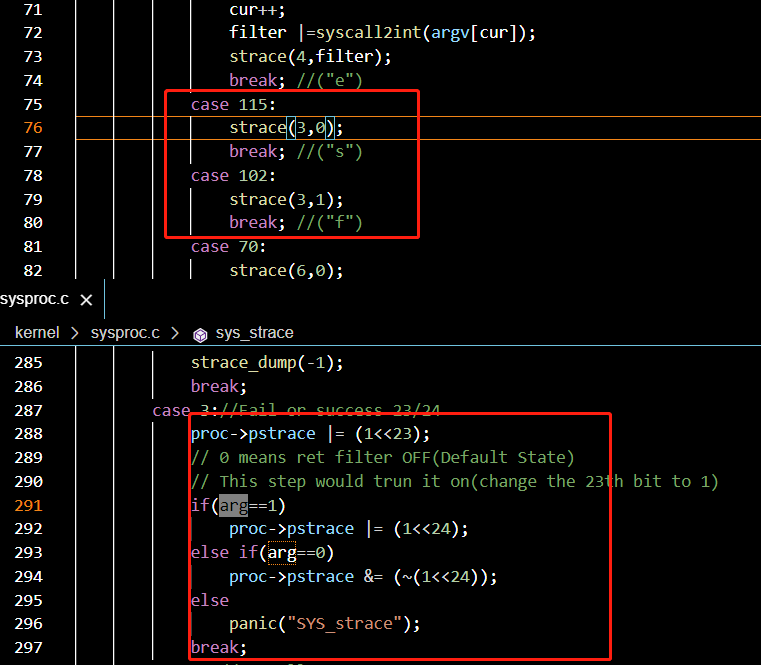 71 cur++;
72 filter |=syscall2int(argv[cur]);
73 strace(4,filter);
74 break; //("e")
75 case 115:
76 strace(3,0);
77 break; //("s")
78 case 102:
79 strace(3,1);
80 break; //("f")
81 case 70:
82 strace(6,0);
sysproc.c ×
kernel > sysproc.c > sys_strace
285 strace_dump(-1);
286 break;
287 case 3://Fail or success 23/24
288 proc->pstrace |= (1<<23);
289 // 0 means ret filter OFF(Default State)
290 // This step would trun it on(change the 23th bit to 1)
291 if(arg==1)
292 proc->pstrace |= (1<<24);
293 else if(arg==0)
294 proc->pstrace &= (~(1<<24));
295 else
296 panic("SYS_strace");
297 break;